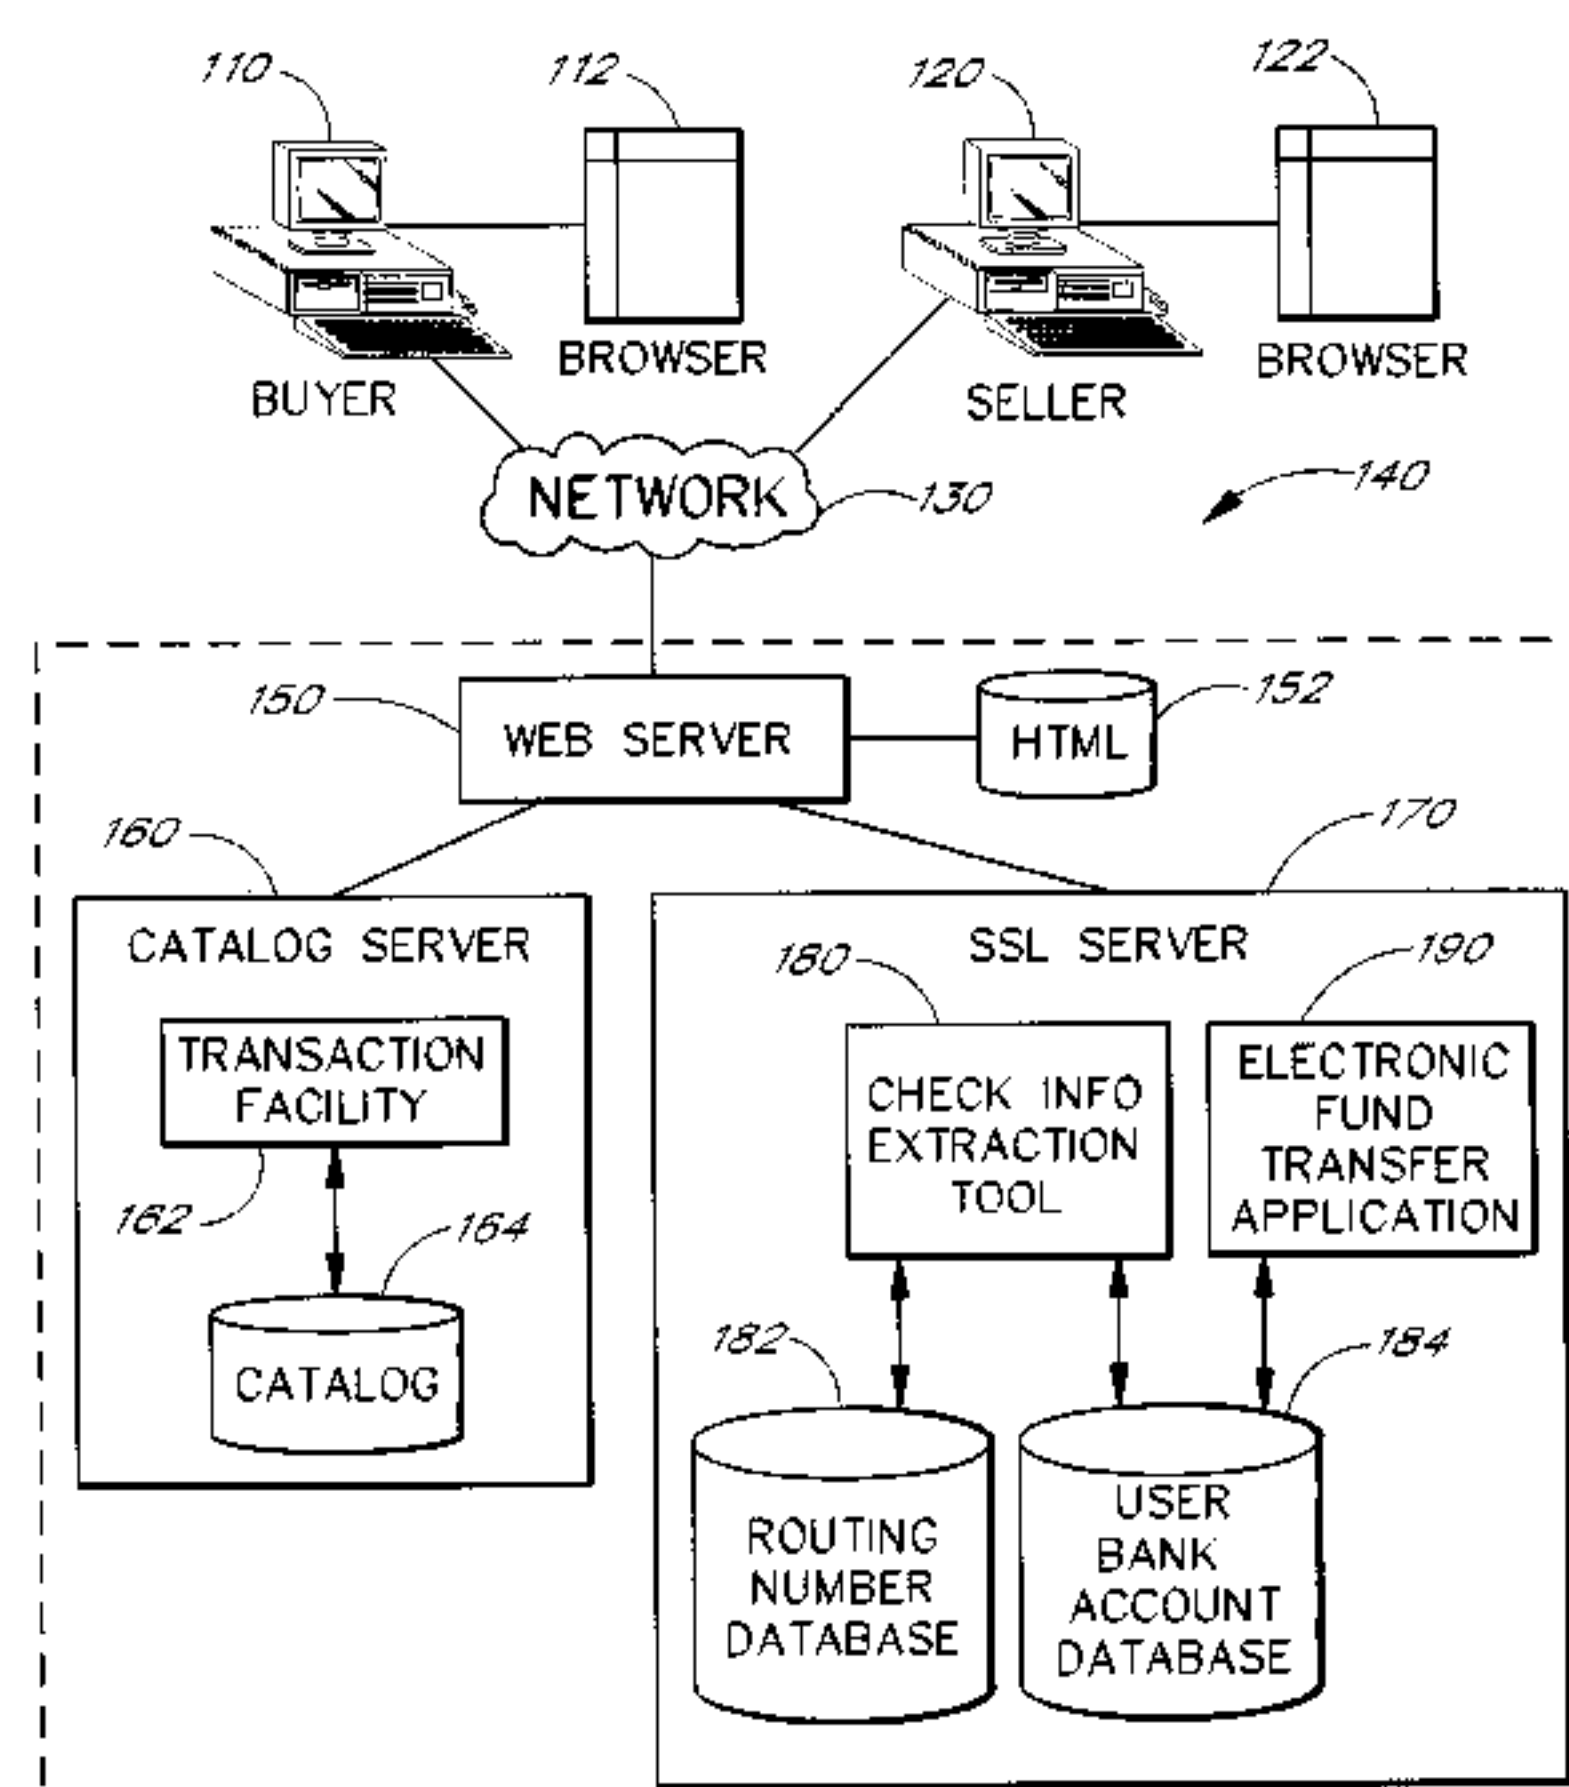 110
112
120
122
BROWSER
BROWSER
BUYER
SELLER
NETWORK
130
140
150
WEB SERVER
HTML
152
160
170
CATALOG SERVER
SSL SERVER
180
190
TRANSACTION
FACILITY
CHECK INFO
EXTRACTION
TOOL
ELECTRONIC
FUND
TRANSFER
APPLICATION
162
164
CATALOG
182
184
ROUTING
NUMBER
DATABASE
USER
BANK
ACCOUNT
DATABASE